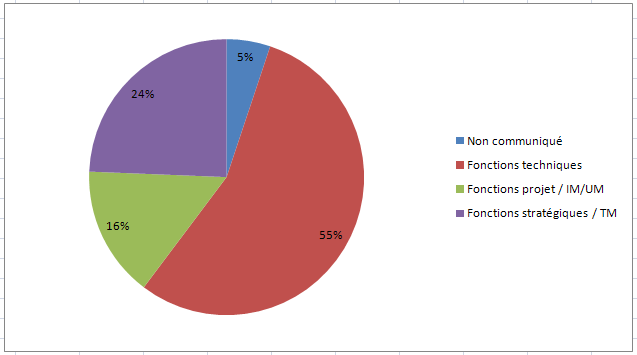 5%
24%
16%
55%
Non communiqué
Fonctions techniques
Fonctions projet / IM/UM
Fonctions stratégiques / TM